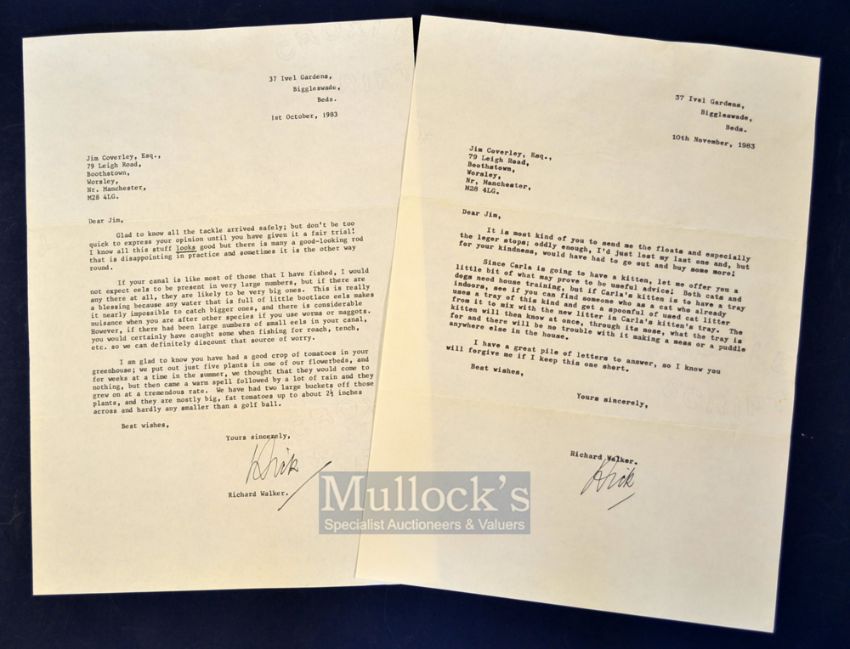 37 Ivel Gardens,
Biggleswade,
Beds.
1st October, 1983
Jim Coverley, Esq.,
79 Leigh Road,
Boothstown,
Worsley,
Nr. Manchester,
M28 4LG.
Dear Jim,
Glad to know all the tackle arrived safely; but don't be too
quick to express your opinion until you have given it a fair trial!
I know all this stuff looks good but there is many a good-looking rod
that is disappointing in practice and sometimes it is the other way
round.
If your canal is like most of those that I have fished, I would
not expect eels to be present in very large numbers, but if there are
any there at all, they are likely to be very big ones. This is really
a blessing because any water that is full of little bootlace eels makes
it nearly impossible to catch bigger ones, and there is considerable
nuisance when you are after other species if you use worms or maggots.
However, if there had been large numbers of small eels in your canal,
you would certainly have caught some when fishing for roach, tench,
etc. so we can definitely discount that source of worry.
I am glad to know you have had a good crop of tomatoes in your
greenhouse; we put out just five plants in one of our flowerbeds, and
for weeks at a time in the summer, we thought that they would come to
nothing, but then came a warn spell followed by a lot of rain and they
grew on at a tremendous rate. We have had two large buckets off those
plants, and they are mostly big, fat tomatoes up to about 2½ inches
across and hardly any smaller than a golf ball.
Best wishes,
Yours sincerely,
Dick
Richard Walker.
37 Ivel Gardens,
Biggleswade,
Beds.
10th November, 1983
Jim Coverley, Esq.,
79 Leigh Road,
Boothstown,
Worsley,
Nr. Manchester,
M28 4LG.
Dear Jim,
It is most kind of you to send me the floats and especially
the leger stops; oddly enough, I'd just lost my last one and, but
for your kindness, would have had to go out and buy some more!
Since Carla is going to have a kitten, let me offer you a
little bit of what may prove to be useful advice! Both cats and
dogs need house training, but if Carla's kitten is to have a tray
indoors, see if you can find someone who as a cat who already
uses a tray of this kind and get a spoonful of used cat litter
from it to mix with the new litter in Carla's kitten's tray. The
kitten will then know at once, through its nose, what the tray is
for and there will be no trouble with it making a mess or a puddle
anywhere else in the house.
I have a great pile of letters to answer, so I know you
will forgive me if I keep this one short.
Best wishes,
Yours sincerely,
Richard Walker.
Dick
Mullock's
Specialist Auctioneers & Valuers